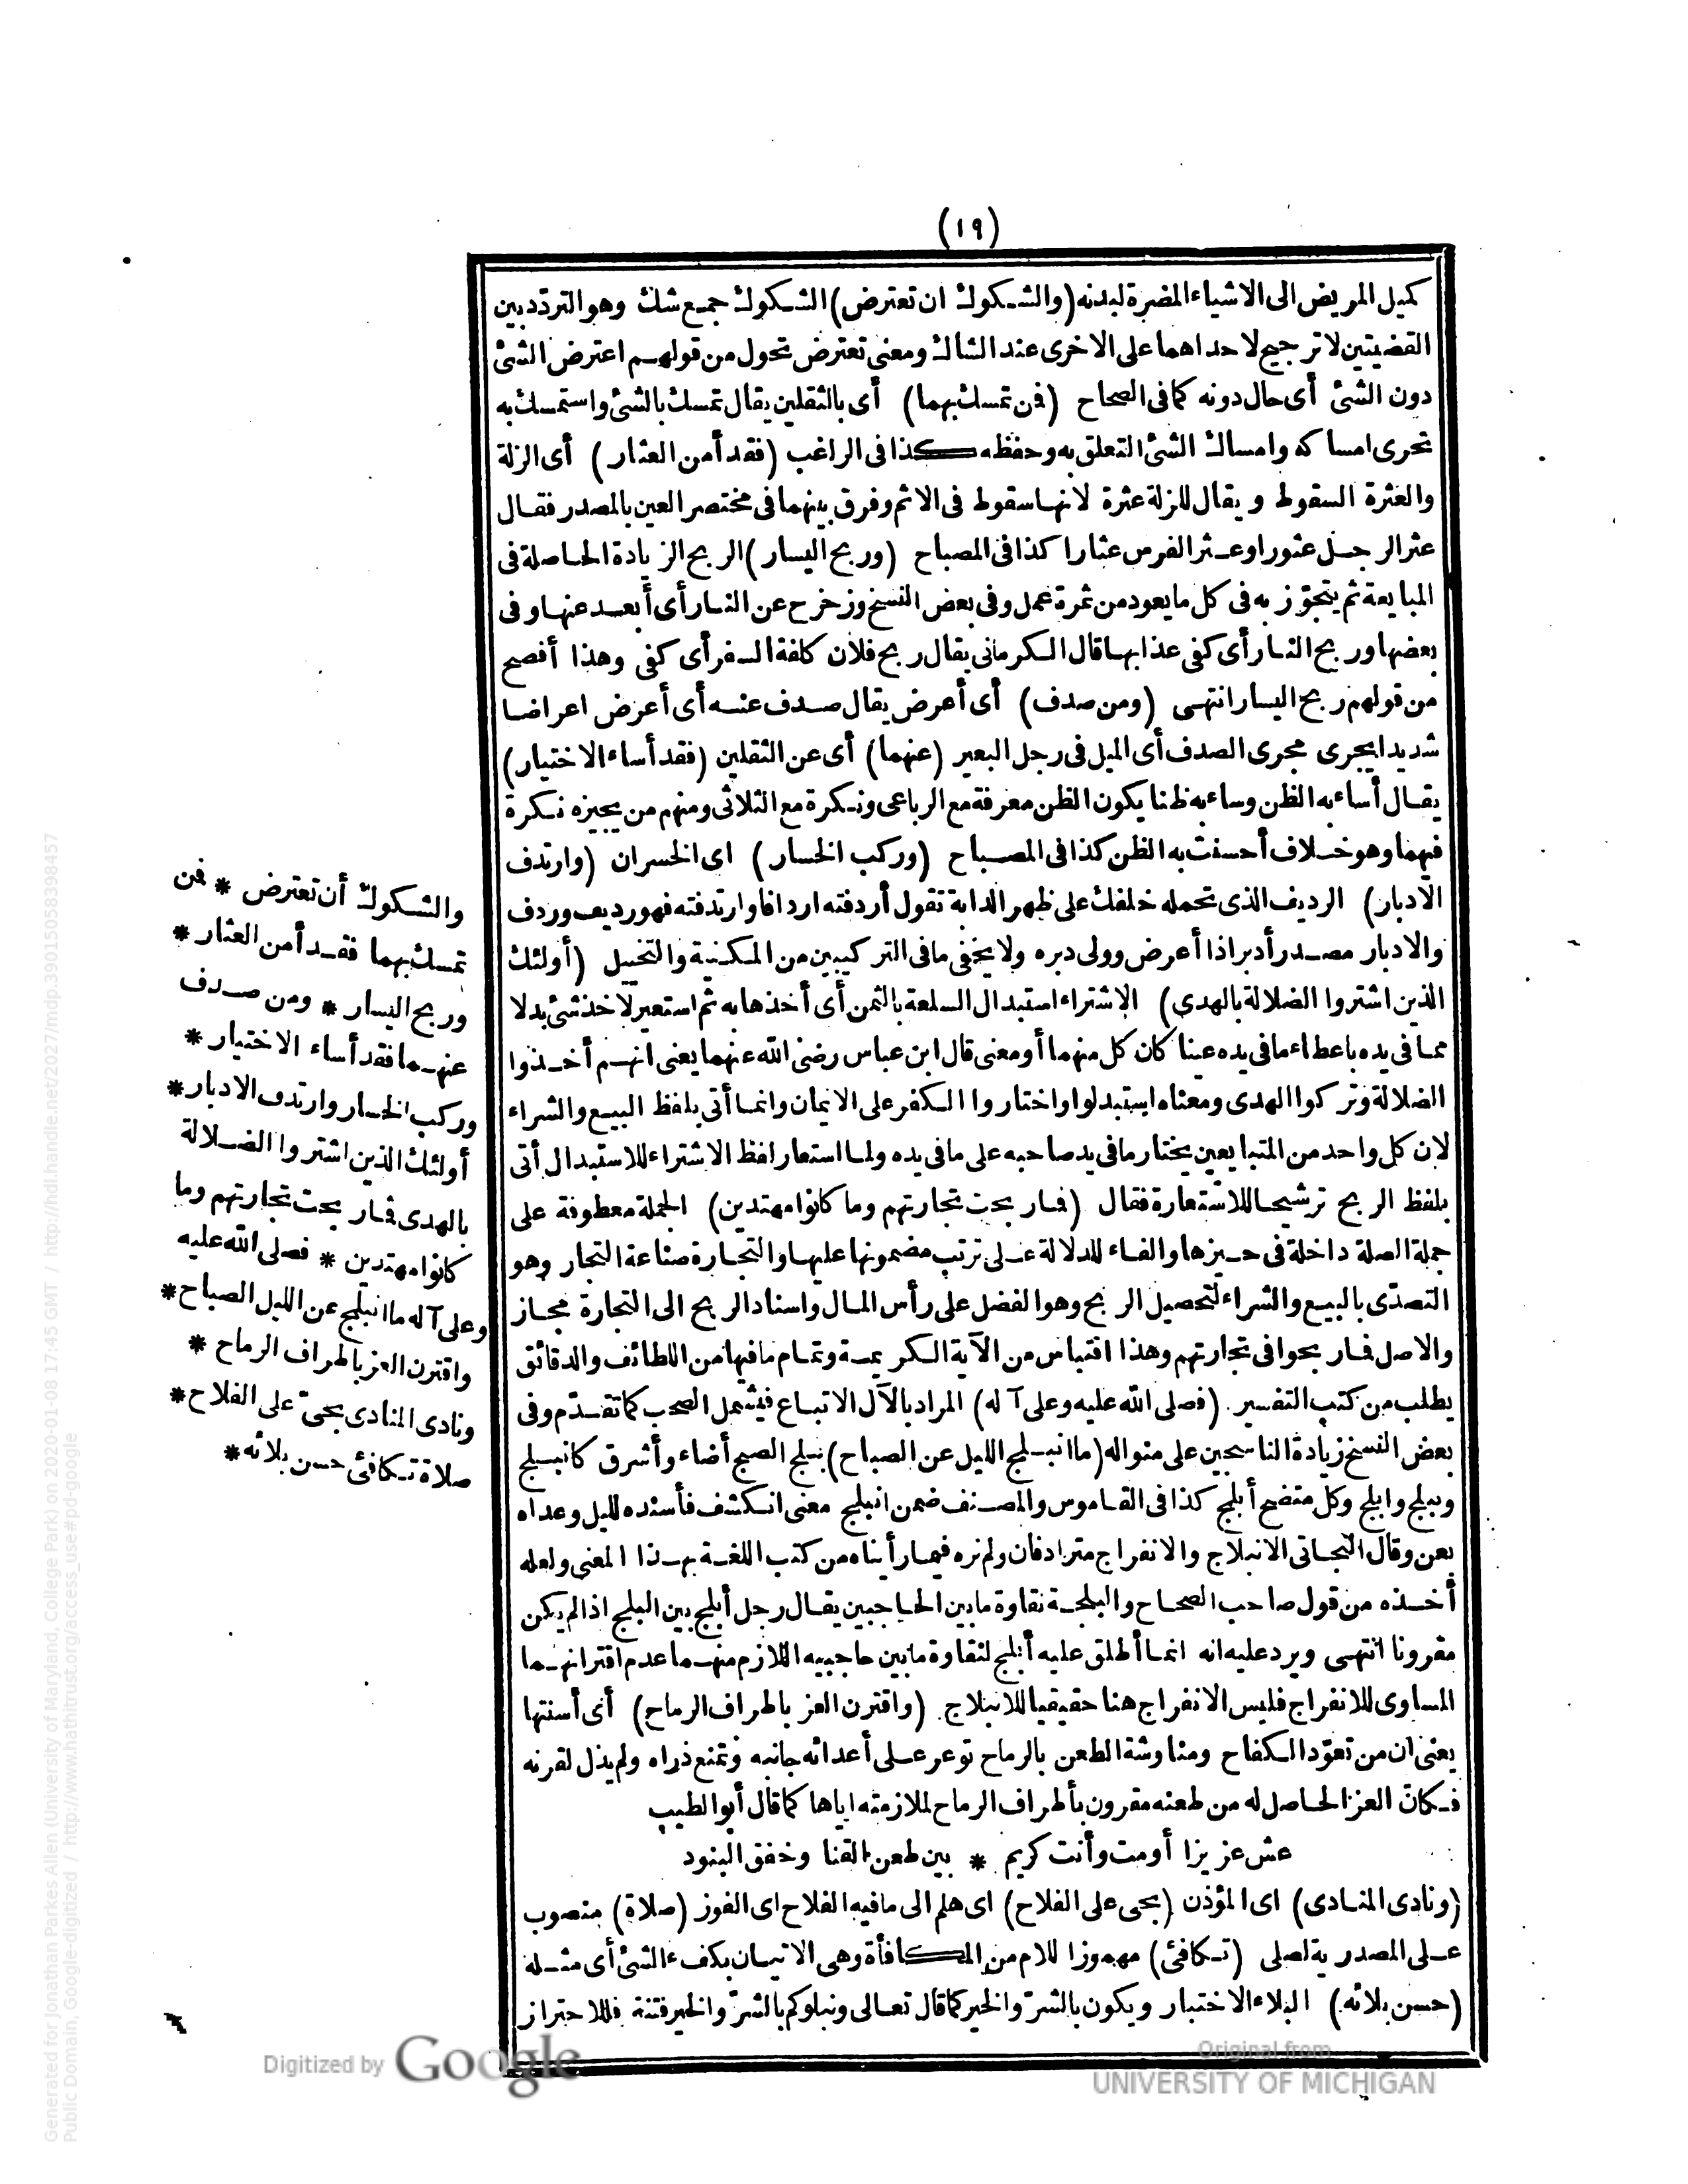 (١٩)
كميل المريض الى الاشياء المضرة لبدنه (والشكوك ان تعترض) الشكوك جمع شك وهو التردّد بين
القضيتين لا ترجيح لاحداهما على الاخرى عند الشاك ومعنى تعترض تحول من قولهم اعترض الشئ
دون الشئ أى حال دونه كما فى الصحاح (فمن تمسك بهما) أى بالثقلين يقال تمسك بالشئ واستمسك به
تحرى امساكه وامساك الشئ التعلق به وحفظه كذا فى الراغب (فقد أمن العثار) أى الزلة
والعثرة السقوط ويقال للزلة عثرة لانها سقوط فى الاثم وفرق بينهما فى مختصر العين بالمصدر فقال
عثر الرجل عثورا وعثر الفرس عثارا كذا فى المصباح (وربح اليسار) الربح الزيادة الحاصلة فى
المبايعة ثم يتجوّز به فى كل ما يعود من ثمرة عمل وفى بعض النسخ وزحزح عن النار أى أبعد عنها وفى
بعضها وربح النار أى كفى عذابها قال الكرمانى يقال ربح فلان كلفة السفر أى كفى وهذا أفصح
من قولهم ربح اليسار انتهى (ومن صدف) أى أعرض يقال صدف عنه أى أعرض اعراضا
شديدا يجرى مجرى الصدف أى الميل فى رجل البعير (عنهما) أى عن الثقلين (فقد أساء الاختيار)
يقال أساء به الظن وساء به ظنا يكون الظن معرفة مع الرباعى ونكرة مع الثلاثى ومنهم من يجيزه نكرة
فيهما وهو خلاف أحسنت به الظن كذا فى المصباح (وركب الخسار) اى الخسران (وارتدف
الادبار) الرديف الذى تحمله خلفك على ظهر الدابة تقول أردفته اردافا وارتدفته فهو رديف وردف
والادبار مصدر أدبر اذا أعرض وولى دبره ولا يخفى ما فى التركيبين من المكنية والتخييل (أولئك
الذين اشتروا الضلالة بالهدى) الاشتراء استبدال السلعة بالثمن أى أخذها به ثم استعير لاخذ شئ بدلا
مما فى يده باعطاء ما فى يده عينا كان كل منهما أو معنى قال ابن عباس رضى الله عنهما يعنى انهم أخذوا
الضلالة وتركوا الهدى ومعناه استبدلوا واختاروا الكفر على الايمان وانما أتى بلفظ البيع والشراء
لان كل واحد من المتبايعين يختار ما فى يد صاحبه على ما فى يده ولما استعار لفظ الاشتراء للاستبدال أتى
بلفظ الربح ترشيحا للاستعارة فقال (فما ربحت تجارتهم وما كانوا مهتدين) الجملة معطوفة على
جملة الصلة داخلة فى حيزها والفاء للدلالة على ترتب مضمونها عليها والتجارة صناعة التجار وهو
التصدّى بالبيع والشراء لتحصيل الربح وهو الفضل على رأس المال واسناد الربح الى التجارة مجاز
والاصل فما ربحوا فى تجارتهم وهذا اقتباس من الآية الكريمة وتمام ما فيها من اللطائف والدقائق
يطلب من كتب التفسير (فصلى الله عليه وعلى آله) المراد بالآل الاتباع فيشمل الصحب كما تقدّم وفى
بعض النسخ زيادة الناسجين على منواله (ما انبلج الليل عن الصباح) بلج الصبح أضاء وأشرق كانبلج
وتبلج وابلج وكل متضح أبلج كذا فى القاموس والمصنف ضمن انبلج معنى انكشف فأسنده لليل وعداه
بعن وقال النجاتى الانبلاج والانفراج مترادفان ولم نره فيما رأيناه من كتب اللغة بهذا المعنى ولعله
أخذه من قول صاحب الصحاح والبلجة نقاوة ما بين الحاجبين يقال رجل أبلج بين البلج اذا لم يكن
مقرونا انتهى ويرد عليه انه انما أطلق عليه أبلج لنقاوة ما بين حاجبيه اللازم منهما عدم اقترانهما
المساوى للانفراج فليس الانفراج هنا حقيقيا للانبلاج (واقترن العز باطراف الرماح) أى أسنتها
يعنى ان من تعوّد الكفاح ومناوشة الطعن بالرماح توعر على أعدائه جانبه وتمنع ذراه ولم يذل لقرنه
فكان العز الحاصل له من طعنه مقرون بأطراف الرماح لملازمته اياها كما قال أبو الطيب
عش عزيزا أو مت وأنت كريم * بين طعن القنا وخفق البنود
(ونادى المنادى) اى المؤذن (بحى على الفلاح) اى هلم الى ما فيه الفلاح اى الفوز (صلاة) منصوب
على المصدرية لصلى (تكافئ) مهموزا للام من المكافأة وهى الاتيان بكفء الشئ أى مثله
(حسن بلائه) البلاء الاختبار ويكون بالشرّ والخير كما قال تعالى ونبلوكم بالشرّ والخير فتنة فللاحتراز
والشكوك أن تعترض * فمن
تمسك بهما فقد أمن العثار *
وربح اليسار * ومن صدف
عنهما فقد أساء الاختيار *
وركب الخسار وارتدف الادبار *
أولئك الذين اشتروا الضلالة
بالهدى فما ربحت تجارتهم وما
كانوا مهتدين * فصلى الله عليه
وعلى آله ما انبلج عن الليل الصباح *
واقترن العز باطراف الرماح *
ونادى المنادى بحىّ على الفلاح *
صلاة تكافئ حسن بلائه *
Generated for Jonathan Parkes Allen (University of Maryland, College Park) on 2020-01-08 17:45 GMT / http://hdl.handle.net/2027/mdp.39015058398457
Public Domain, Google-digitized / http://www.hathitrust.org/access_use#pd-google
Digitized by Google
Original from
UNIVERSITY OF MICHIGAN